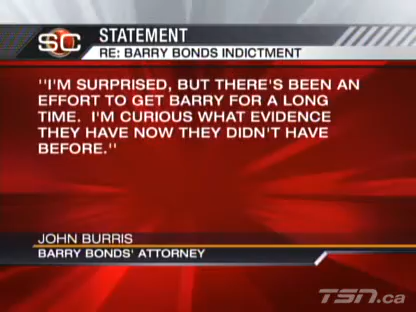 SC
STATEMENT
RE: BARRY BONDS INDICTMENT
"I'M SURPRISED, BUT THERE'S BEEN AN
EFFORT TO GET BARRY FOR A LONG
TIME. I'M CURIOUS WHAT EVIDENCE
THEY HAVE NOW THEY DIDN'T HAVE
BEFORE."
JOHN BURRIS
BARRY BONDS' ATTORNEY
TSN.ca